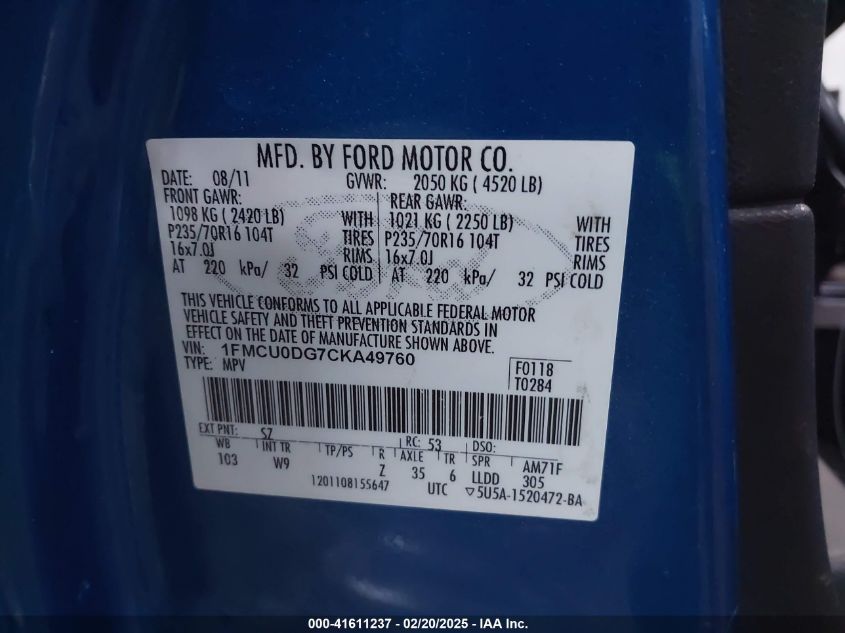 MFD. BY FORD MOTOR CO.
DATE: 08/11 GVWR: 2050 KG ( 4520 LB)
FRONT GAWR: REAR GAWR:
1098 KG ( 2420 LB) WITH 1021 KG ( 2250 LB) WITH
P235/70R16 104T TIRES P235/70R16 104T TIRES
16x7.0J RIMS 16x7.0J RIMS
AT 220 kPa/ 32 PSI COLD AT 220 kPa/ 32 PSI COLD
THIS VEHICLE CONFORMS TO ALL APPLICABLE FEDERAL MOTOR
VEHICLE SAFETY AND THEFT PREVENTION STANDARDS IN
EFFECT ON THE DATE OF MANUFACTURE SHOWN ABOVE.
VIN: 1FMCU0DG7CKA49760
TYPE: MPV
F0118
T0284
EXT PNT: SZ RC: 53 DSO:
WB INT TR TP/PS R AXLE TR SPR AM71F
103 W9 Z 35 6 LLDD 305
1201108155647 UTC ▽5U5A-1520472-BA
000-41611237 - 02/20/2025 - IAA Inc.